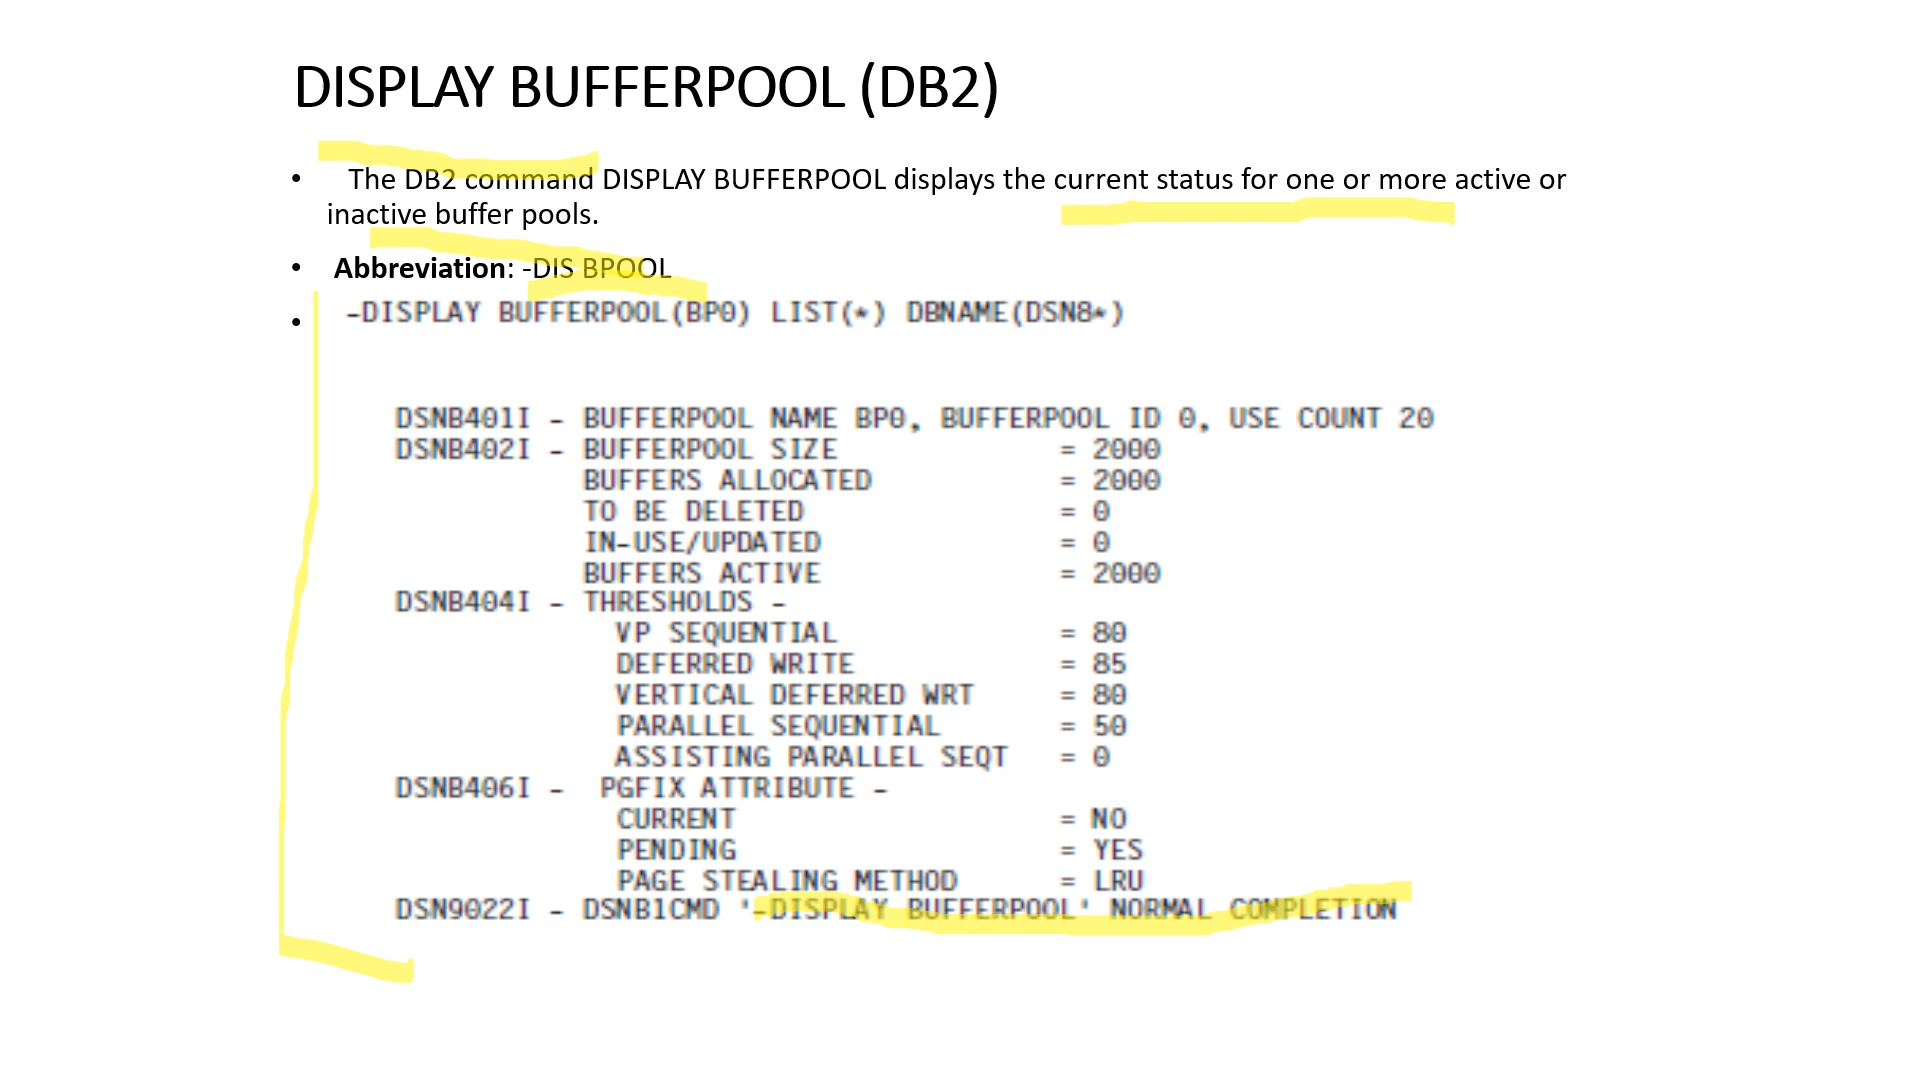 DISPLAY BUFFERPOOL (DB2)
• The DB2 command DISPLAY BUFFERPOOL displays the current status for one or more active or
inactive buffer pools.
• Abbreviation: -DIS BPOOL
• -DISPLAY BUFFERPOOL(BP0) LIST(*) DBNAME(DSN8*)
DSNB401I - BUFFERPOOL NAME BP0, BUFFERPOOL ID 0, USE COUNT 20
DSNB402I - BUFFERPOOL SIZE = 2000
BUFFERS ALLOCATED = 2000
TO BE DELETED = 0
IN-USE/UPDATED = 0
BUFFERS ACTIVE = 2000
DSNB404I - THRESHOLDS -
VP SEQUENTIAL = 80
DEFERRED WRITE = 85
VERTICAL DEFERRED WRT = 80
PARALLEL SEQUENTIAL = 50
ASSISTING PARALLEL SEQT = 0
DSNB406I - PGFIX ATTRIBUTE -
CURRENT = NO
PENDING = YES
PAGE STEALING METHOD = LRU
DSN9022I - DSNB1CMD '-DISPLAY BUFFERPOOL' NORMAL COMPLETION